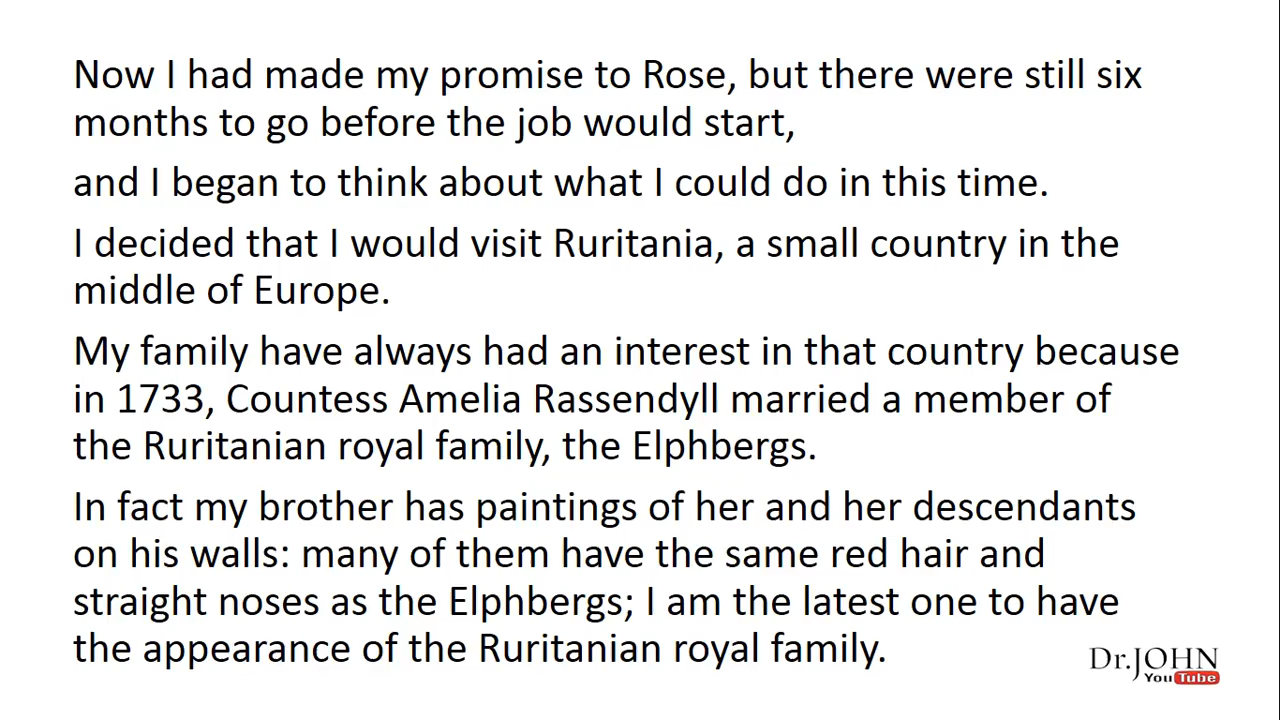 Now I had made my promise to Rose, but there were still six
months to go before the job would start,
and I began to think about what I could do in this time.
I decided that I would visit Ruritania, a small country in the
middle of Europe.
My family have always had an interest in that country because
in 1733, Countess Amelia Rassendyll married a member of
the Ruritanian royal family, the Elphbergs.
In fact my brother has paintings of her and her descendants
on his walls: many of them have the same red hair and
straight noses as the Elphbergs; I am the latest one to have
the appearance of the Ruritanian royal family.
Dr.JOHN
YouTube